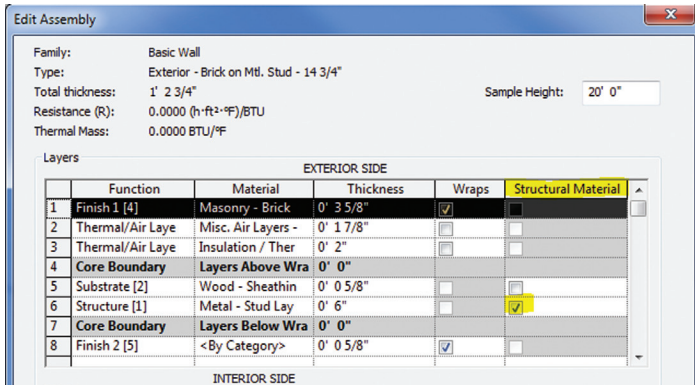 Edit Assembly
Family: Basic Wall
Type: Exterior - Brick on Mtl. Stud - 14 3/4"
Total thickness: 1' 2 3/4" Sample Height: 20' 0"
Resistance (R): 0.0000 (h·ft²·°F)/BTU
Thermal Mass: 0.0000 BTU/°F
Layers
EXTERIOR SIDE
Function Material Thickness Wraps Structural Material
1 Finish 1 [4] Masonry - Brick 0' 3 5/8"
2 Thermal/Air Laye Misc. Air Layers - 0' 1 7/8"
3 Thermal/Air Laye Insulation / Ther 0' 2"
4 Core Boundary Layers Above Wra 0' 0"
5 Substrate [2] Wood - Sheathin 0' 0 5/8"
6 Structure [1] Metal - Stud Lay 0' 6"
7 Core Boundary Layers Below Wra 0' 0"
8 Finish 2 [5] <By Category> 0' 0 5/8"
INTERIOR SIDE